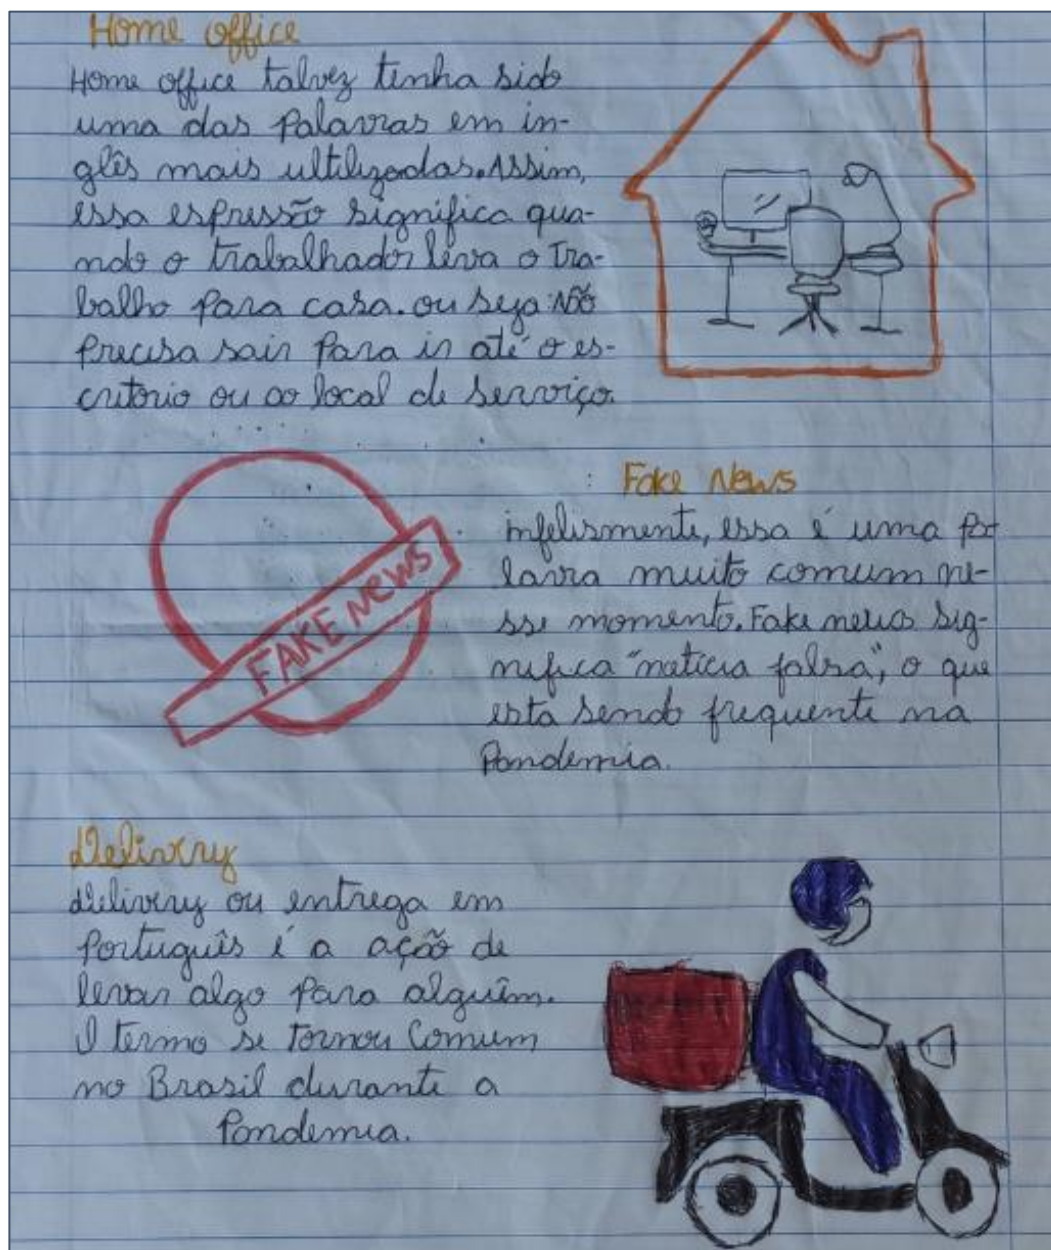 Home office
Home office talvez tenha sido
uma das palavras em in-
glês mais ultilizadas. Assim,
essa espressão significa qua-
ndo o trabalhador leva o tra-
balho para casa. ou seja: Não
precisa sair para ir até o es-
critorio ou ao local de serviço.
Fake News
infelismente, essa é uma pa
lavra muito comum ne-
sse momento. Fake news sig-
nifica "noticia falsa", o que
esta sendo frequente na
Pandemia.
FAKE NEWS
Delivery
delivery ou entrega em
Português é a ação de
levar algo para alguém.
O termo se tornou comum
no Brasil durante a
Pandemia.